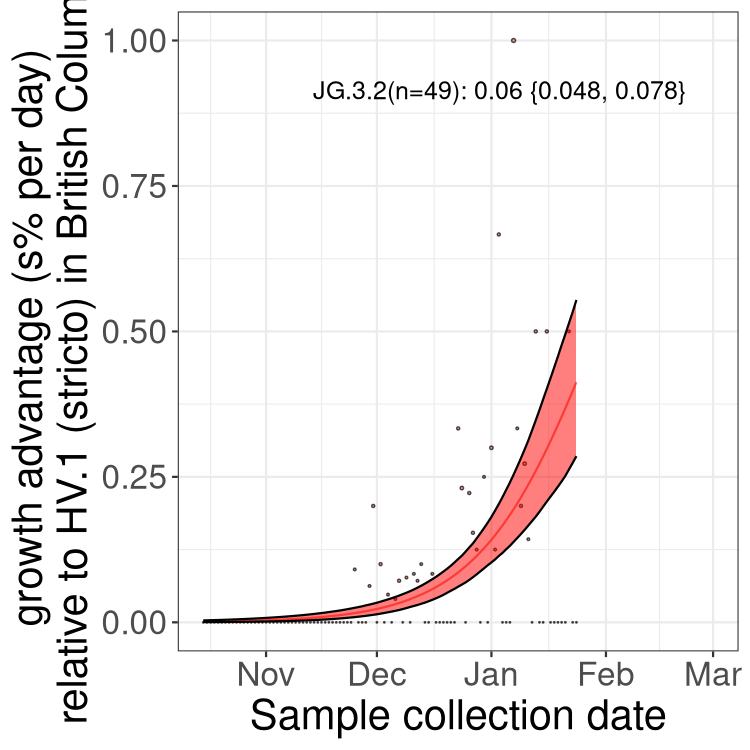 growth advantage (s% per day)
relative to HV.1 (stricto) in British Colum
1.00
0.75
0.50
0.25
0.00
JG.3.2(n=49): 0.06 {0.048, 0.078}
Nov Dec Jan Feb Mar
Sample collection date